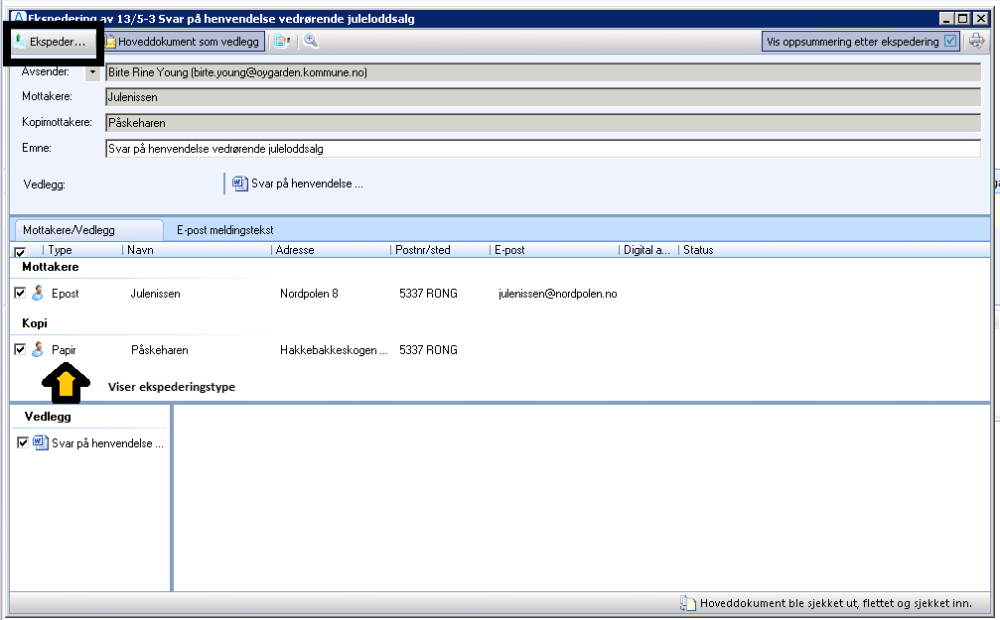 Ekspedering av 13/5-3 Svar på henvendelse vedrørende juleloddsalg
Ekspeder... Hoveddokument som vedlegg Vis oppsummering etter ekspedering
Avsender: Birte Rine Young (birte.young@oygarden.kommune.no)
Mottakere: Julenissen
Kopimottakere: Påskeharen
Emne: Svar på henvendelse vedrørende juleloddsalg
Vedlegg: Svar på henvendelse ...
Mottakere/Vedlegg E-post meldingstekst
Type Navn Adresse Postnr/sted E-post Digital a... Status
Mottakere
Epost Julenissen Nordpolen 8 5337 RONG julenissen@nordpolen.no
Kopi
Papir Påskeharen Hakkebakkeskogen ... 5337 RONG
Viser ekspederingstype
Vedlegg
Svar på henvendelse ...
Hoveddokument ble sjekket ut, flettet og sjekket inn.